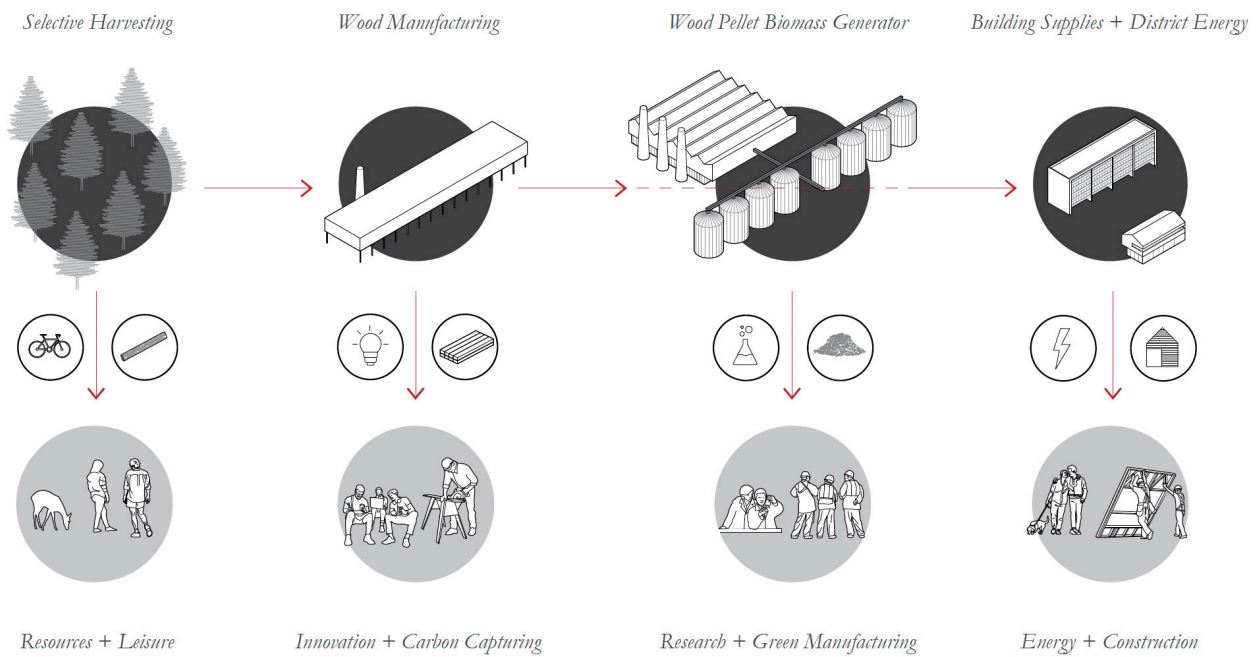 Selective Harvesting
Wood Manufacturing
Wood Pellet Biomass Generator
Building Supplies + District Energy
Resources + Leisure
Innovation + Carbon Capturing
Research + Green Manufacturing
Energy + Construction